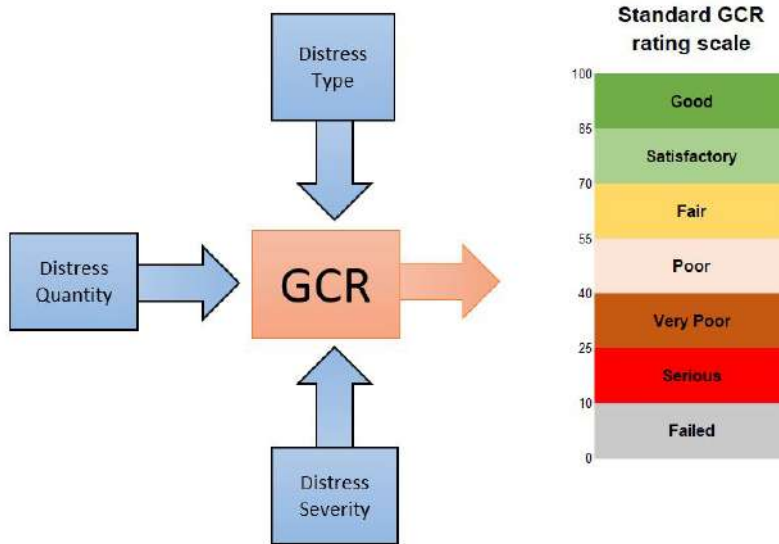 Distress
Type
Distress
Quantity
GCR
Distress
Severity
Standard GCR
rating scale
100
Good
85
Satisfactory
70
Fair
55
Poor
40
Very Poor
25
Serious
10
Failed
0